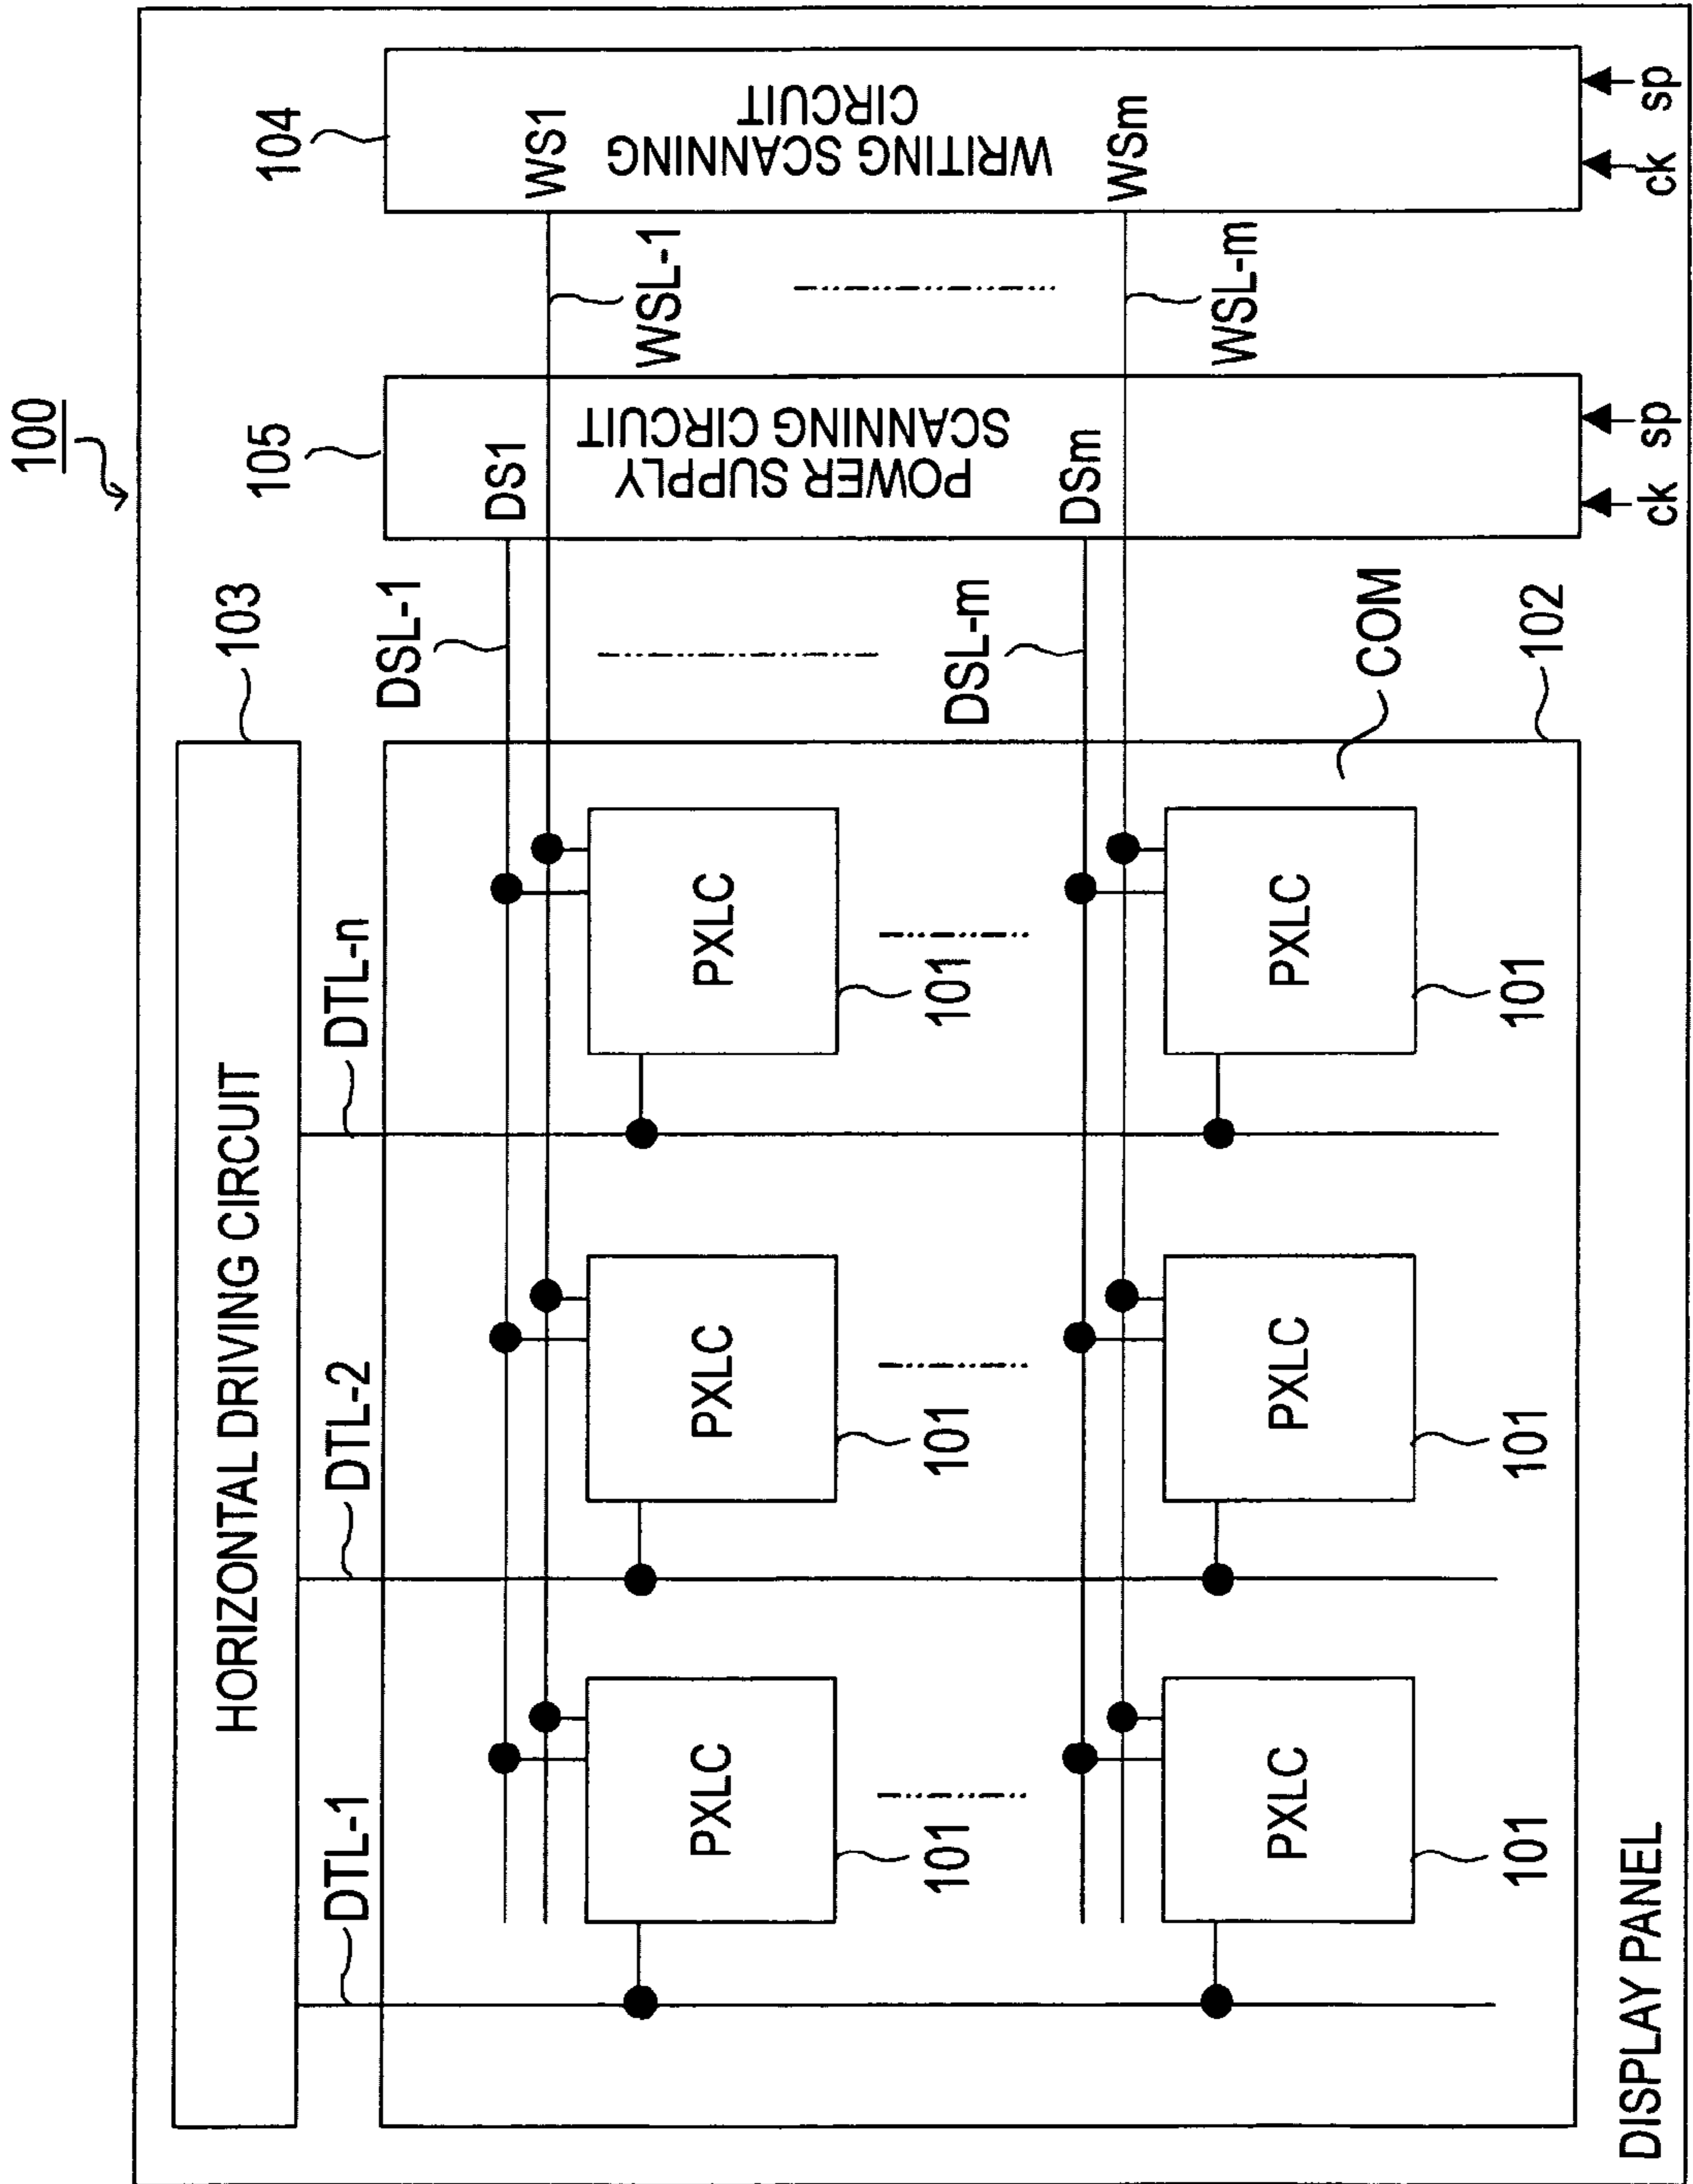 100
HORIZONTAL DRIVING CIRCUIT
103
105
104
DTL-1
DTL-2
DTL-n
DSL-1
DS1
POWER SUPPLY
SCANNING CIRCUIT
DSm
WSL-1
WS1
WRITING SCANNING
CIRCUIT
WSm
PXLC
PXLC
PXLC
101
101
101
DSL-m
WSL-m
PXLC
PXLC
PXLC
101
101
101
COM
102
ck
sp
ck
sp
DISPLAY PANEL